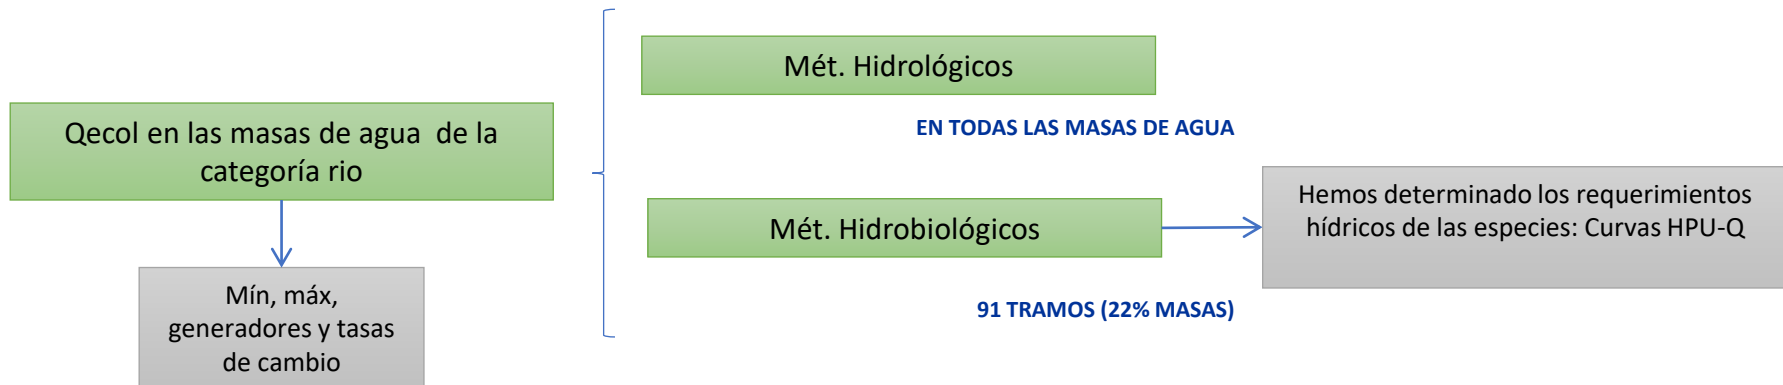 Qecol en las masas de agua de la
categoría rio
Mín, máx,
generadores y tasas
de cambio
Mét. Hidrológicos
EN TODAS LAS MASAS DE AGUA
Mét. Hidrobiológicos
91 TRAMOS (22% MASAS)
Hemos determinado los requerimientos
hídricos de las especies: Curvas HPU-Q